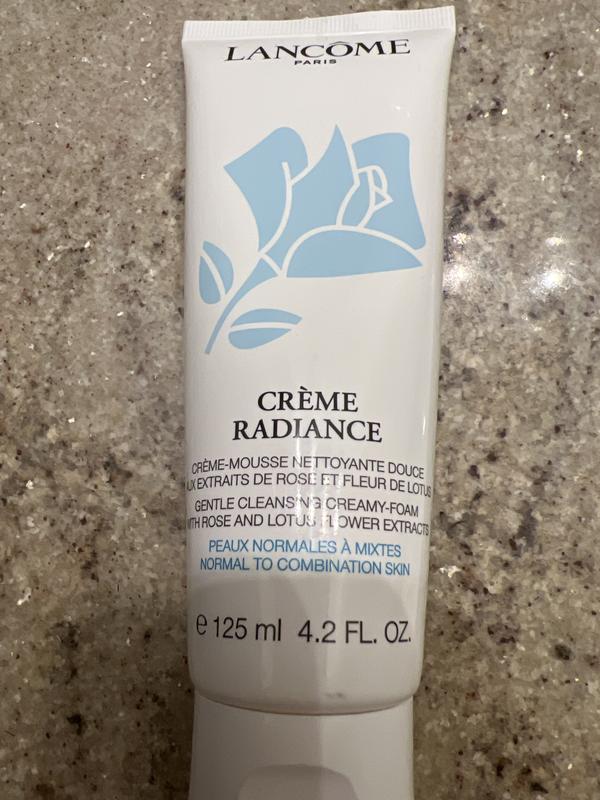 LANCÔME
PARIS
CRÈME
RADIANCE
CRÈME-MOUSSE NETTOYANTE DOUCE
AUX EXTRAITS DE ROSE ET FLEUR DE LOTUS
GENTLE CLEANSING CREAMY-FOAM
WITH ROSE AND LOTUS FLOWER EXTRACTS
PEAUX NORMALES À MIXTES
NORMAL TO COMBINATION SKIN
e 125 ml 4.2 FL. OZ.